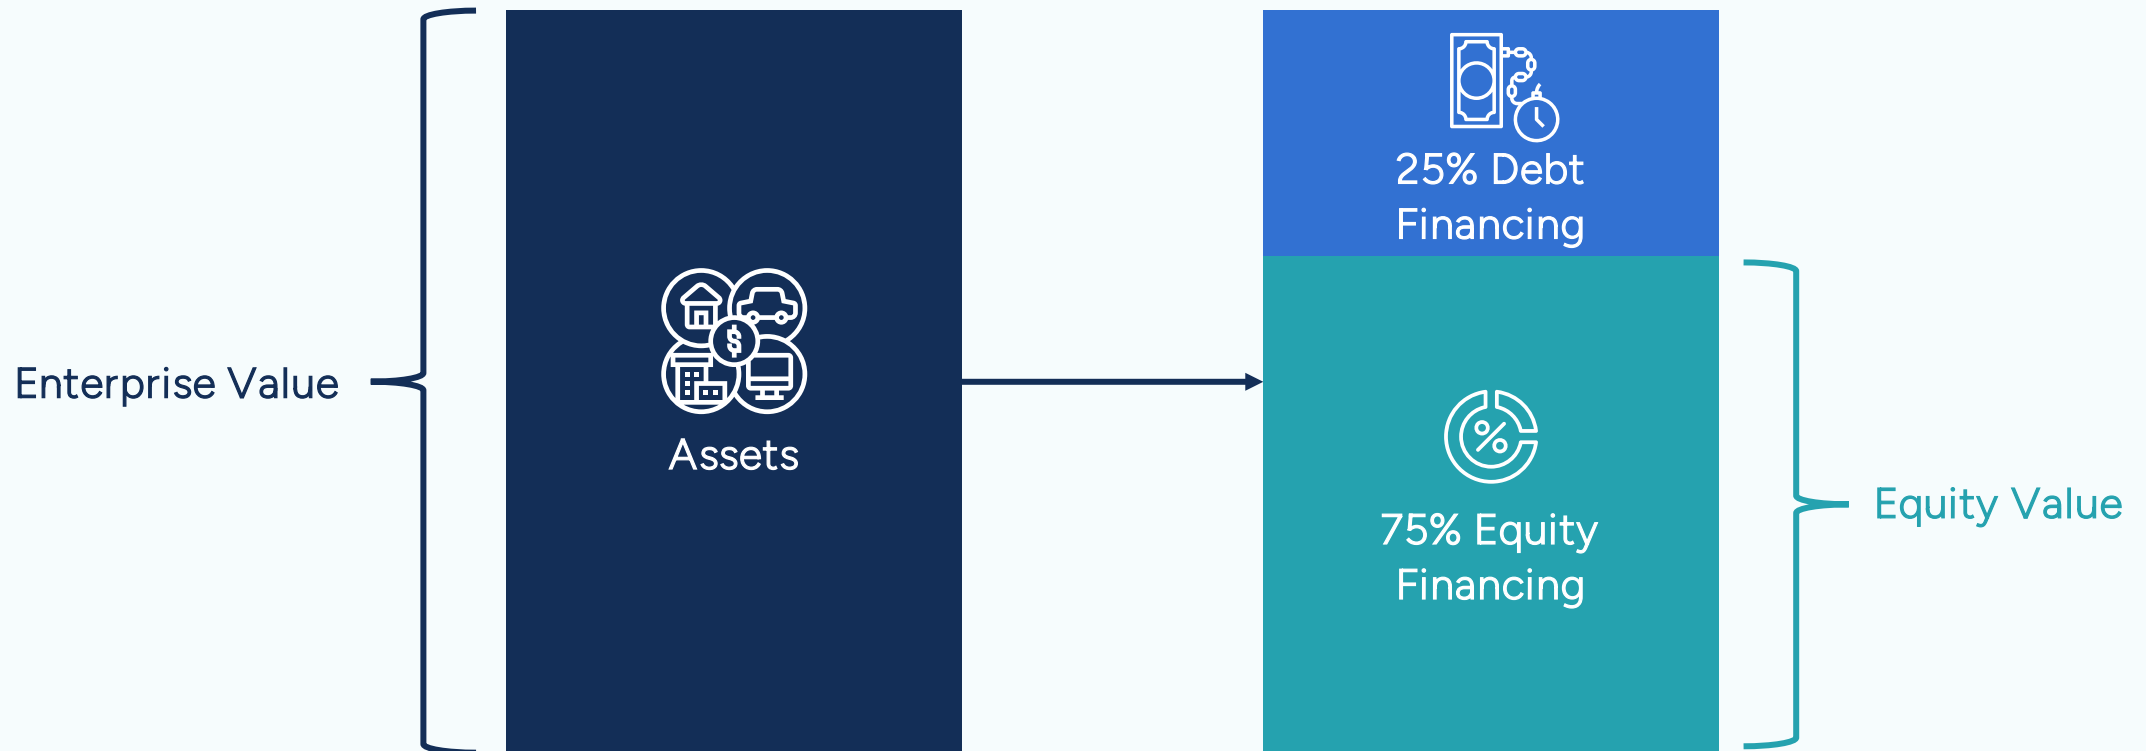 Enterprise Value
$
Assets
25% Debt
Financing
%
75% Equity
Financing
Equity Value